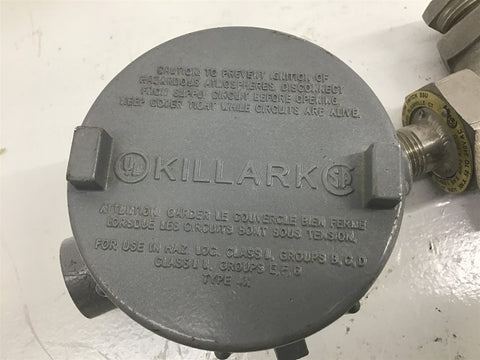 CAUTION: TO PREVENT IGNITION OF
HAZARDOUS ATMOSPHERES, DISCONNECT
FROM SUPPLY CIRCUIT BEFORE OPENING.
KEEP COVER TIGHT WHILE CIRCUITS ARE ALIVE.
UL KILLARK
ATTENTION: GARDER LE COUVERCLE BIEN FERME
LORSQUE LES CIRCUITS SONT SOUS TENSION.
FOR USE IN HAZ. LOC. CLASS I, GROUPS B, C, D
CLASS II, GROUPS E, F, G
TYPE 4X